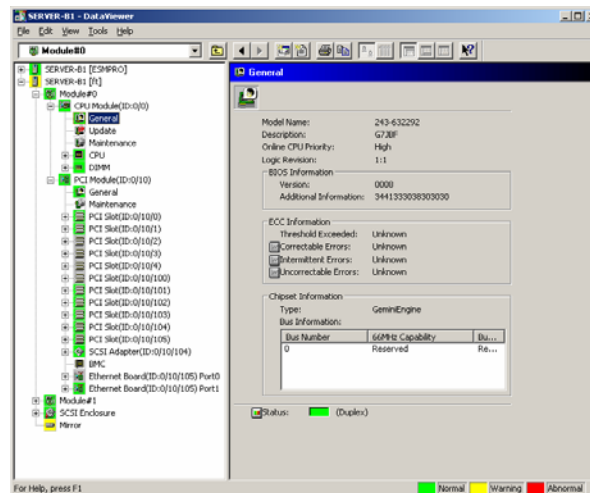 SERVER-B1 - DataViewer
File Edit View Tools Help
Module#0
SERVER-B1 [ESMPRO]
SERVER-B1 [ft]
Module#0
CPU Module(ID:0/0)
General
Update
Maintenance
CPU
DIMM
PCI Module(ID:0/10)
General
Maintenance
PCI Slot(ID:0/10/0)
PCI Slot(ID:0/10/1)
PCI Slot(ID:0/10/2)
PCI Slot(ID:0/10/3)
PCI Slot(ID:0/10/4)
PCI Slot(ID:0/10/100)
PCI Slot(ID:0/10/101)
PCI Slot(ID:0/10/102)
PCI Slot(ID:0/10/103)
PCI Slot(ID:0/10/104)
PCI Slot(ID:0/10/105)
SCSI Adapter(ID:0/10/104)
BMC
Ethernet Board(ID:0/10/105) Port0
Ethernet Board(ID:0/10/105) Port1
Module#1
SCSI Enclosure
Mirror
General
Model Name: 243-632292
Description: G7JBF
Online CPU Priority: High
Logic Revision: 1:1
BIOS Information
Version: 0008
Additional Information: 3441333038303030
ECC Information
Threshold Exceeded: Unknown
Correctable Errors: Unknown
Intermittent Errors: Unknown
Uncorrectable Errors: Unknown
Chipset Information
Type: GeminiEngine
Bus Information:
Bus Number 66MHz Capability Bu...
0 Reserved Re...
Status: (Duplex)
For Help, press F1
Normal Warning Abnormal